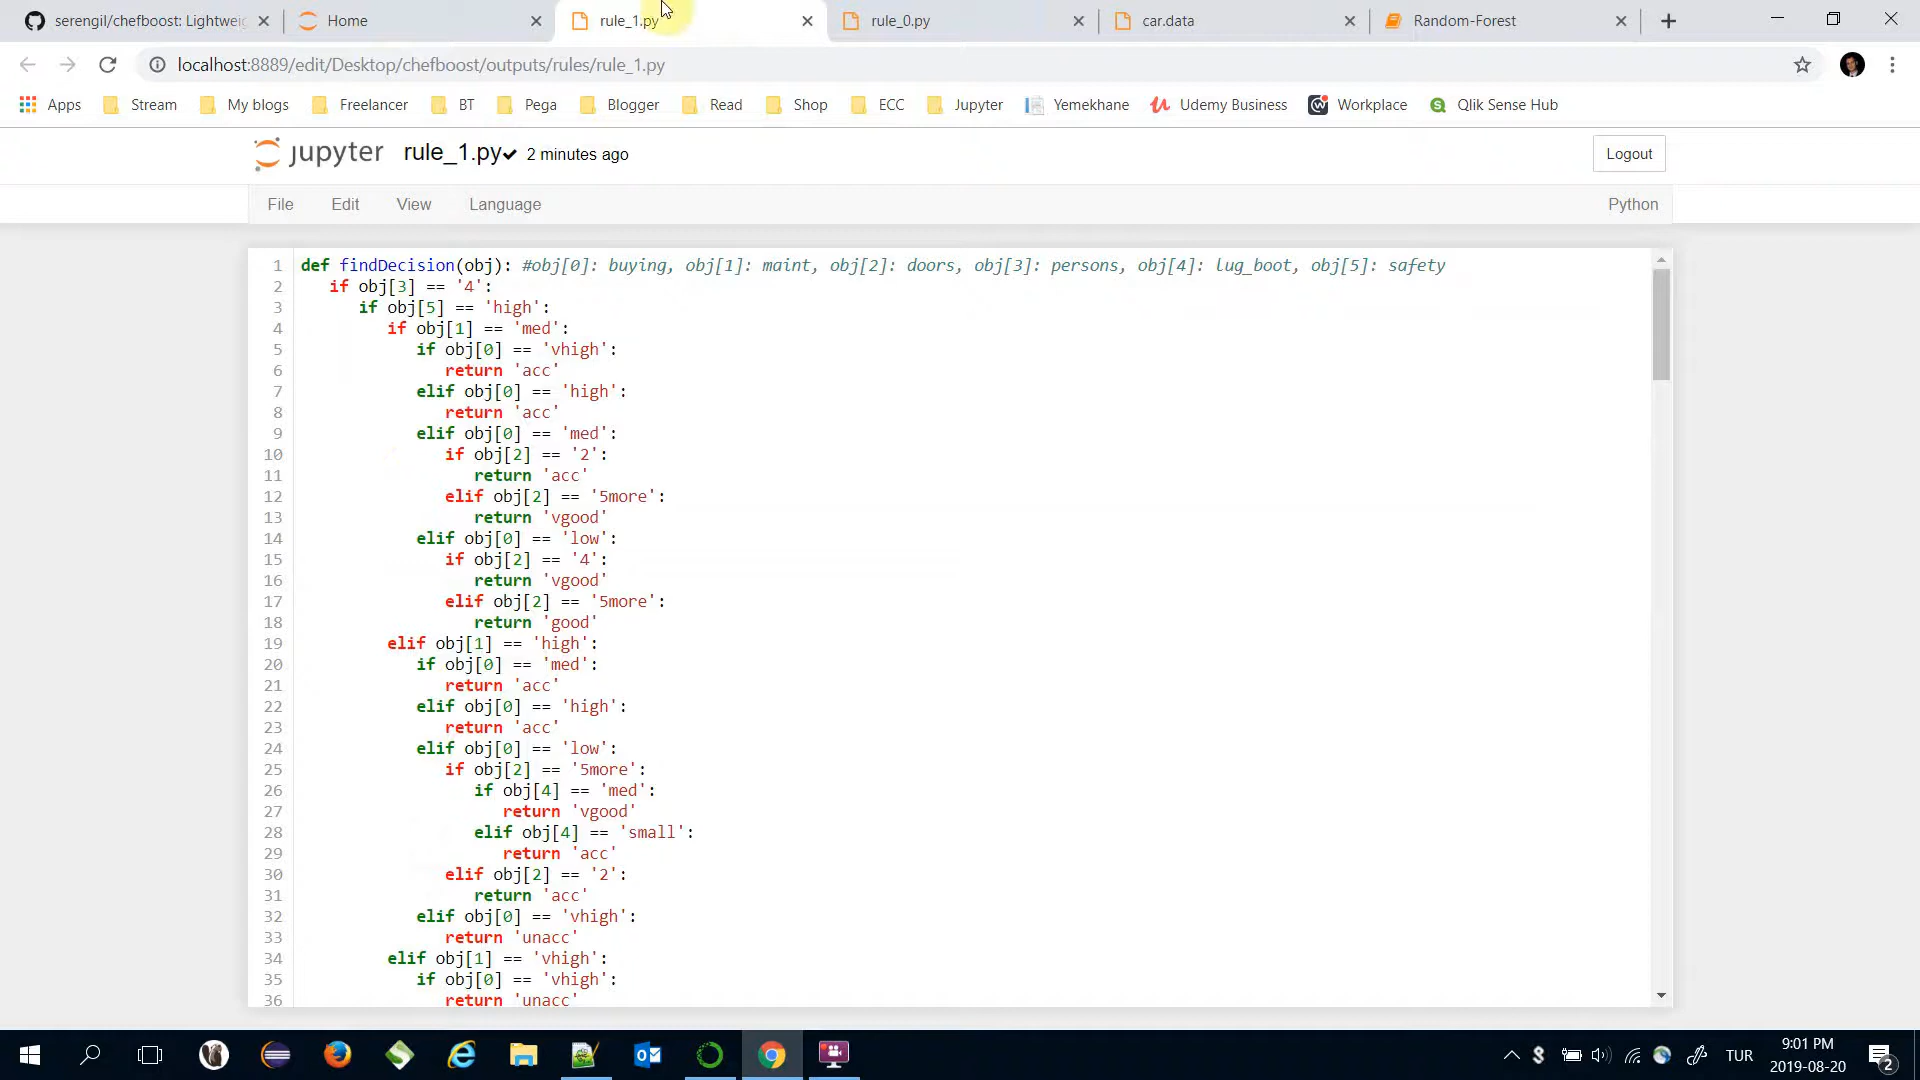 serengil/chefboost: Lightweig
Home
rule_1.py
rule_0.py
car.data
Random-Forest
localhost:8889/edit/Desktop/chefboost/outputs/rules/rule_1.py
Apps
Stream
My blogs
Freelancer
BT
Pega
Blogger
Read
Shop
ECC
Jupyter
Yemekhane
Udemy Business
Workplace
Qlik Sense Hub
jupyter rule_1.py 2 minutes ago
Logout
File Edit View Language
Python
1 def findDecision(obj): #obj[0]: buying, obj[1]: maint, obj[2]: doors, obj[3]: persons, obj[4]: lug_boot, obj[5]: safety
2 if obj[3] == '4':
3 if obj[5] == 'high':
4 if obj[1] == 'med':
5 if obj[0] == 'vhigh':
6 return 'acc'
7 elif obj[0] == 'high':
8 return 'acc'
9 elif obj[0] == 'med':
10 if obj[2] == '2':
11 return 'acc'
12 elif obj[2] == '5more':
13 return 'vgood'
14 elif obj[0] == 'low':
15 if obj[2] == '4':
16 return 'vgood'
17 elif obj[2] == '5more':
18 return 'good'
19 elif obj[1] == 'high':
20 if obj[0] == 'med':
21 return 'acc'
22 elif obj[0] == 'high':
23 return 'acc'
24 elif obj[0] == 'low':
25 if obj[2] == '5more':
26 if obj[4] == 'med':
27 return 'vgood'
28 elif obj[4] == 'small':
29 return 'acc'
30 elif obj[2] == '2':
31 return 'acc'
32 elif obj[0] == 'vhigh':
33 return 'unacc'
34 elif obj[1] == 'vhigh':
35 if obj[0] == 'vhigh':
36 return 'unacc'
TUR
9:01 PM
2019-08-20
2